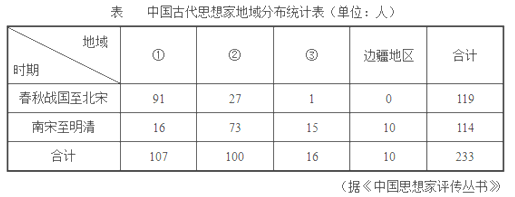 表 中国古代思想家地域分布统计表（单位：人）
地域
时期 ① ② ③ 边疆地区 合计
春秋战国至北宋 91 27 1 0 119
南宋至明清 16 73 15 10 114
合计 107 100 16 10 233
（据《中国思想家评传丛书》